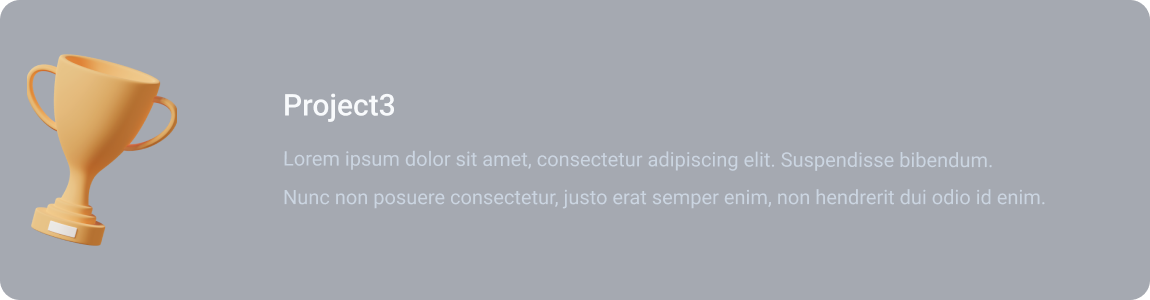 Project3
Lorem ipsum dolor sit amet, consectetur adipiscing elit. Suspendisse bibendum.
Nunc non posuere consectetur, justo erat semper enim, non hendrerit dui odio id enim.